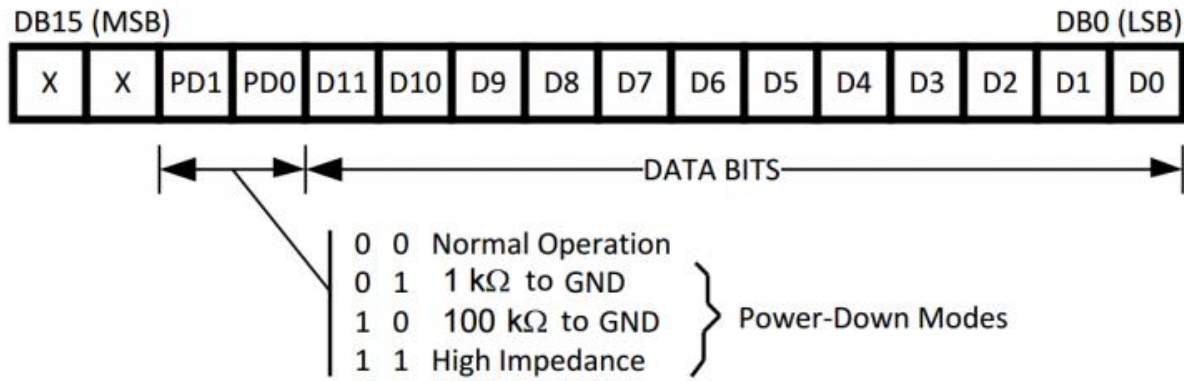 DB15 (MSB) DB0 (LSB)
X X PD1 PD0 D11 D10 D9 D8 D7 D6 D5 D4 D3 D2 D1 D0
DATA BITS
0 0 Normal Operation
0 1 1 kΩ to GND
1 0 100 kΩ to GND
1 1 High Impedance
Power-Down Modes